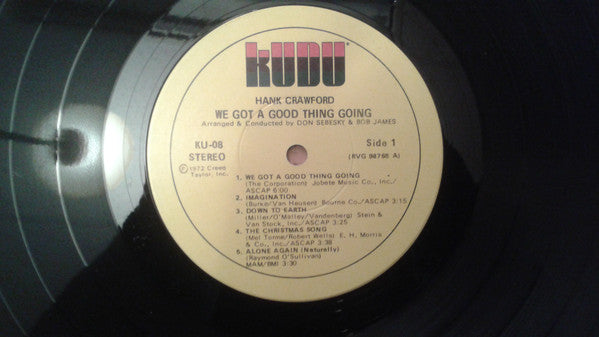 KUDU
HANK CRAWFORD
WE GOT A GOOD THING GOING
Arranged & Conducted by DON SEBESKY & BOB JAMES
KU-08
STEREO
Side 1
℗ 1972 Creed
Taylor, Inc.
(RVG 98768 A)
1. WE GOT A GOOD THING GOING
(The Corporation) Jobete Music Co., Inc./
ASCAP 6:00
2. IMAGINATION
(Burke/Van Heusen) Bourne Co./ASCAP 3:15
3. DOWN TO EARTH
(Miller/O'Malley/Vandenberg) Stein &
Van Stock, Inc./ASCAP 3:25
4. THE CHRISTMAS SONG
(Mel Torme/Robert Wells) E. H. Morris
& Co., Inc./ASCAP 3:38
5. ALONE AGAIN (Naturally)
(Raymond O'Sullivan)
MAM/BMI 3:30